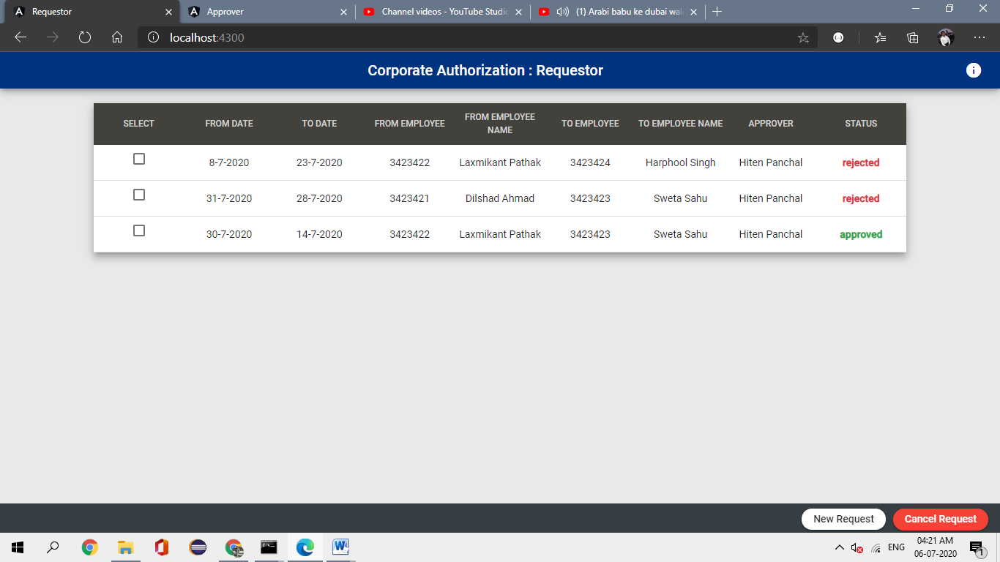 Requestor
Approver
Channel videos - YouTube Studio
(1) Arabi babu ke dubai wal
localhost:4300
Corporate Authorization : Requestor
SELECT FROM DATE TO DATE FROM EMPLOYEE FROM EMPLOYEE NAME TO EMPLOYEE TO EMPLOYEE NAME APPROVER STATUS
8-7-2020 23-7-2020 3423422 Laxmikant Pathak 3423424 Harphool Singh Hiten Panchal rejected
31-7-2020 28-7-2020 3423421 Dilshad Ahmad 3423423 Sweta Sahu Hiten Panchal rejected
30-7-2020 14-7-2020 3423422 Laxmikant Pathak 3423423 Sweta Sahu Hiten Panchal approved
New Request Cancel Request
ENG
04:21 AM
06-07-2020
1